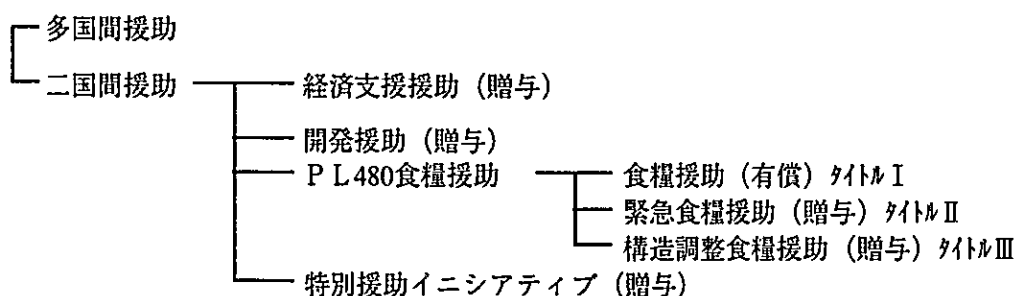 多国間援助
二国間援助 経済支援援助（贈与）
開発援助（贈与）
ＰＬ480食糧援助 食糧援助（有償）ﾀｲﾄﾙⅠ
緊急食糧援助（贈与）ﾀｲﾄﾙⅡ
構造調整食糧援助（贈与）ﾀｲﾄﾙⅢ
特別援助イニシアティブ（贈与）